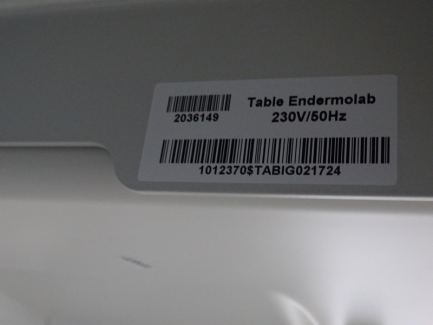 Table Endermolab
2036149 230V/50Hz
1012370$TABIG021724